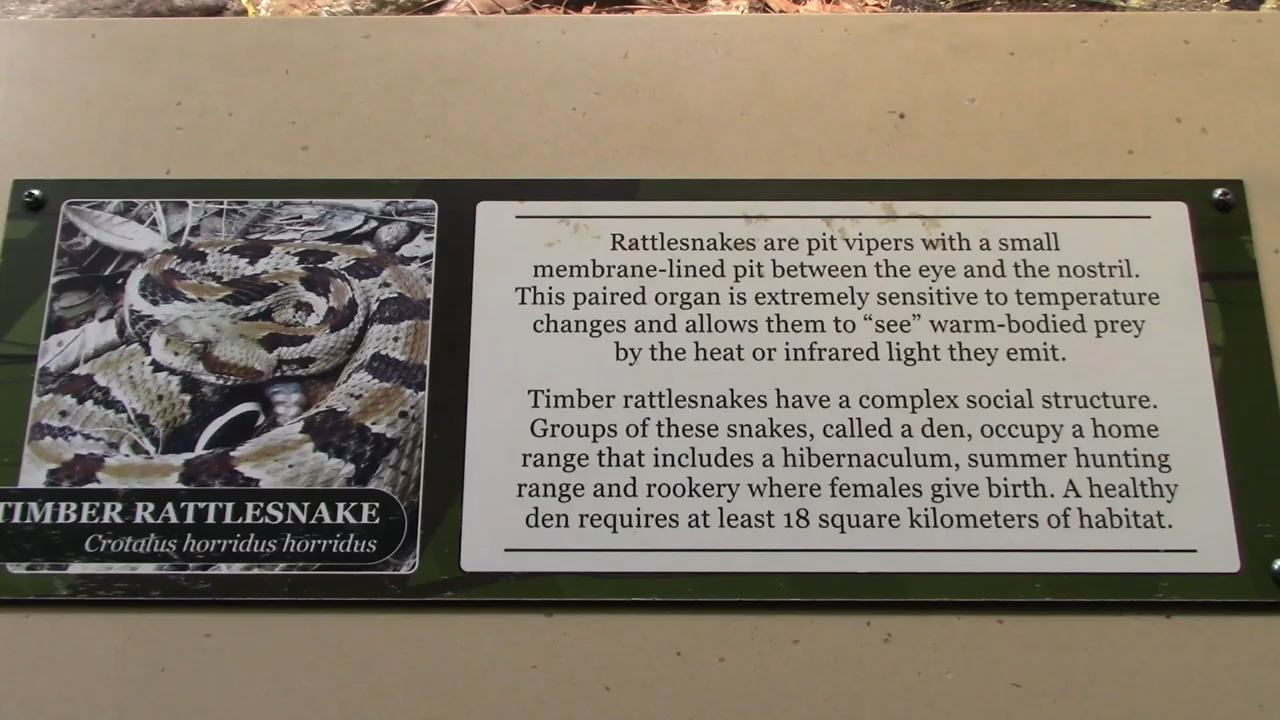 TIMBER RATTLESNAKE
Crotalus horridus horridus
Rattlesnakes are pit vipers with a small
membrane-lined pit between the eye and the nostril.
This paired organ is extremely sensitive to temperature
changes and allows them to “see” warm-bodied prey
by the heat or infrared light they emit.
Timber rattlesnakes have a complex social structure.
Groups of these snakes, called a den, occupy a home
range that includes a hibernaculum, summer hunting
range and rookery where females give birth. A healthy
den requires at least 18 square kilometers of habitat.